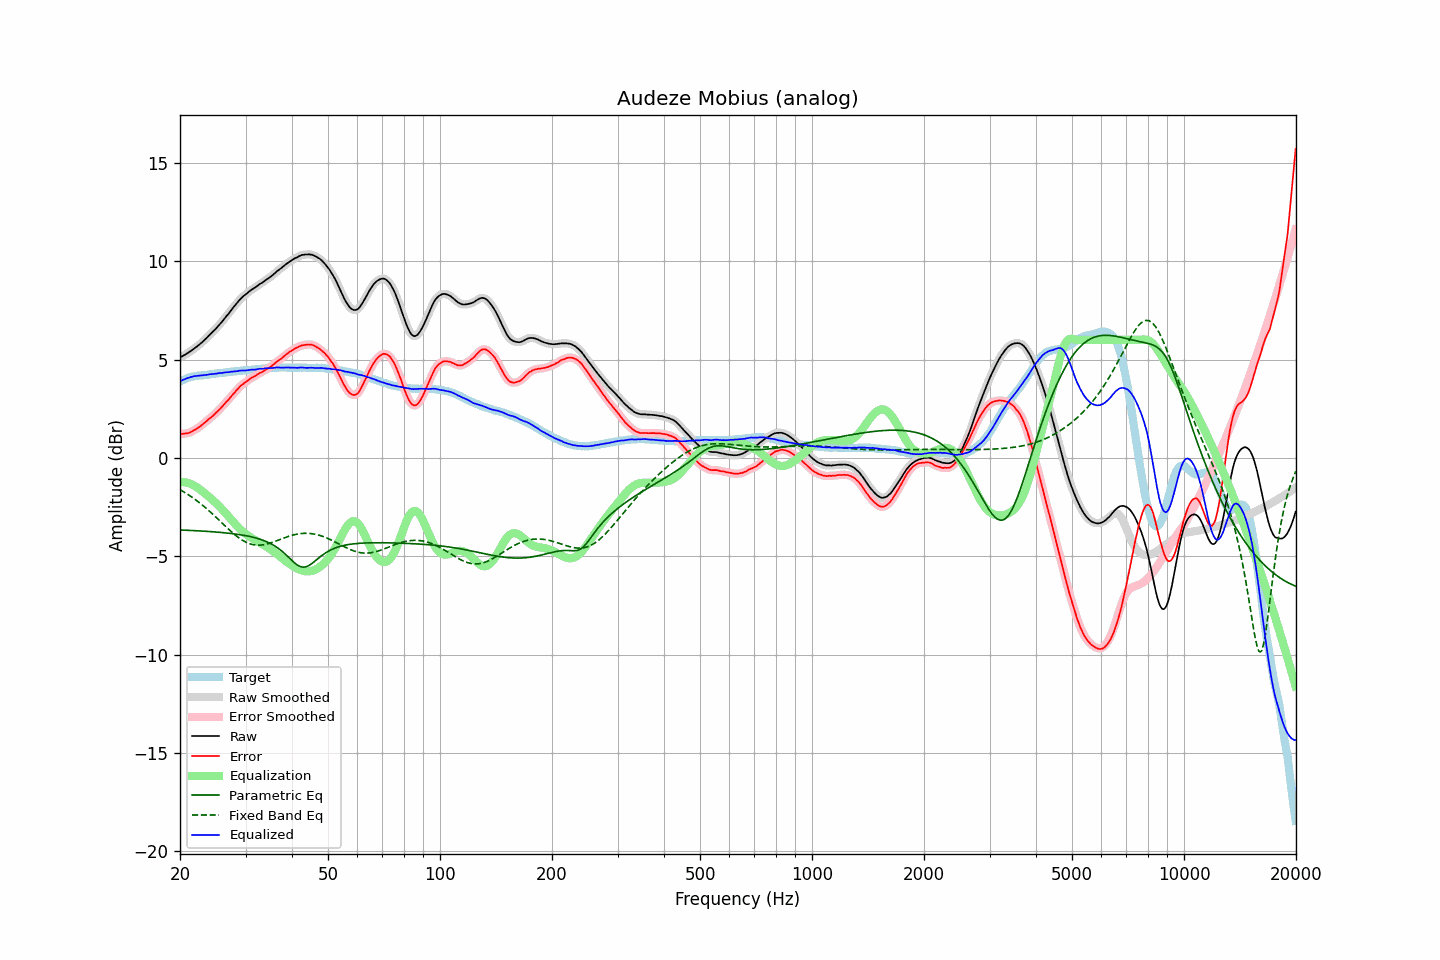 Audeze Mobius (analog)
Amplitude (dBr)
15
10
5
0
−5
−10
−15
−20
Target
Raw Smoothed
Error Smoothed
Raw
Error
Equalization
Parametric Eq
Fixed Band Eq
Equalized
20 50 100 200 500 1000 2000 5000 10000 20000
Frequency (Hz)